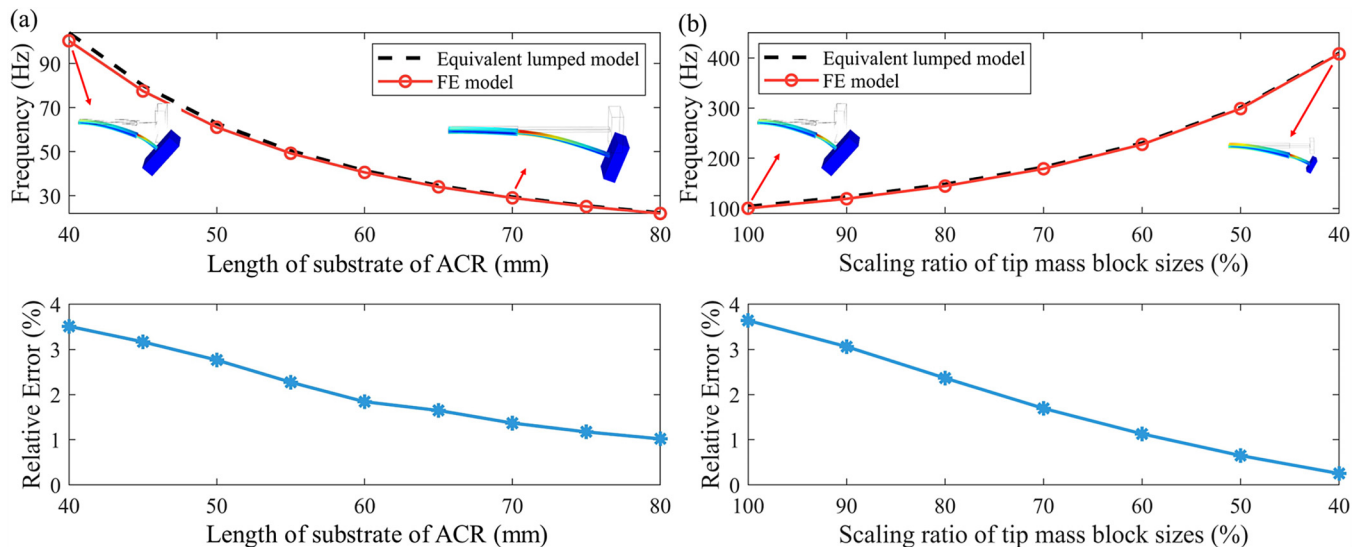 (a)
Frequency (Hz)
90
70
50
30
Equivalent lumped model
FE model
40 50 60 70 80
Length of substrate of ACR (mm)
(b)
Frequency (Hz)
400
300
200
100
Equivalent lumped model
FE model
100 90 80 70 60 50 40
Scaling ratio of tip mass block sizes (%)
Relative Error (%)
4
3
2
1
0
40 50 60 70 80
Length of substrate of ACR (mm)
Relative Error (%)
4
3
2
1
0
100 90 80 70 60 50 40
Scaling ratio of tip mass block sizes (%)